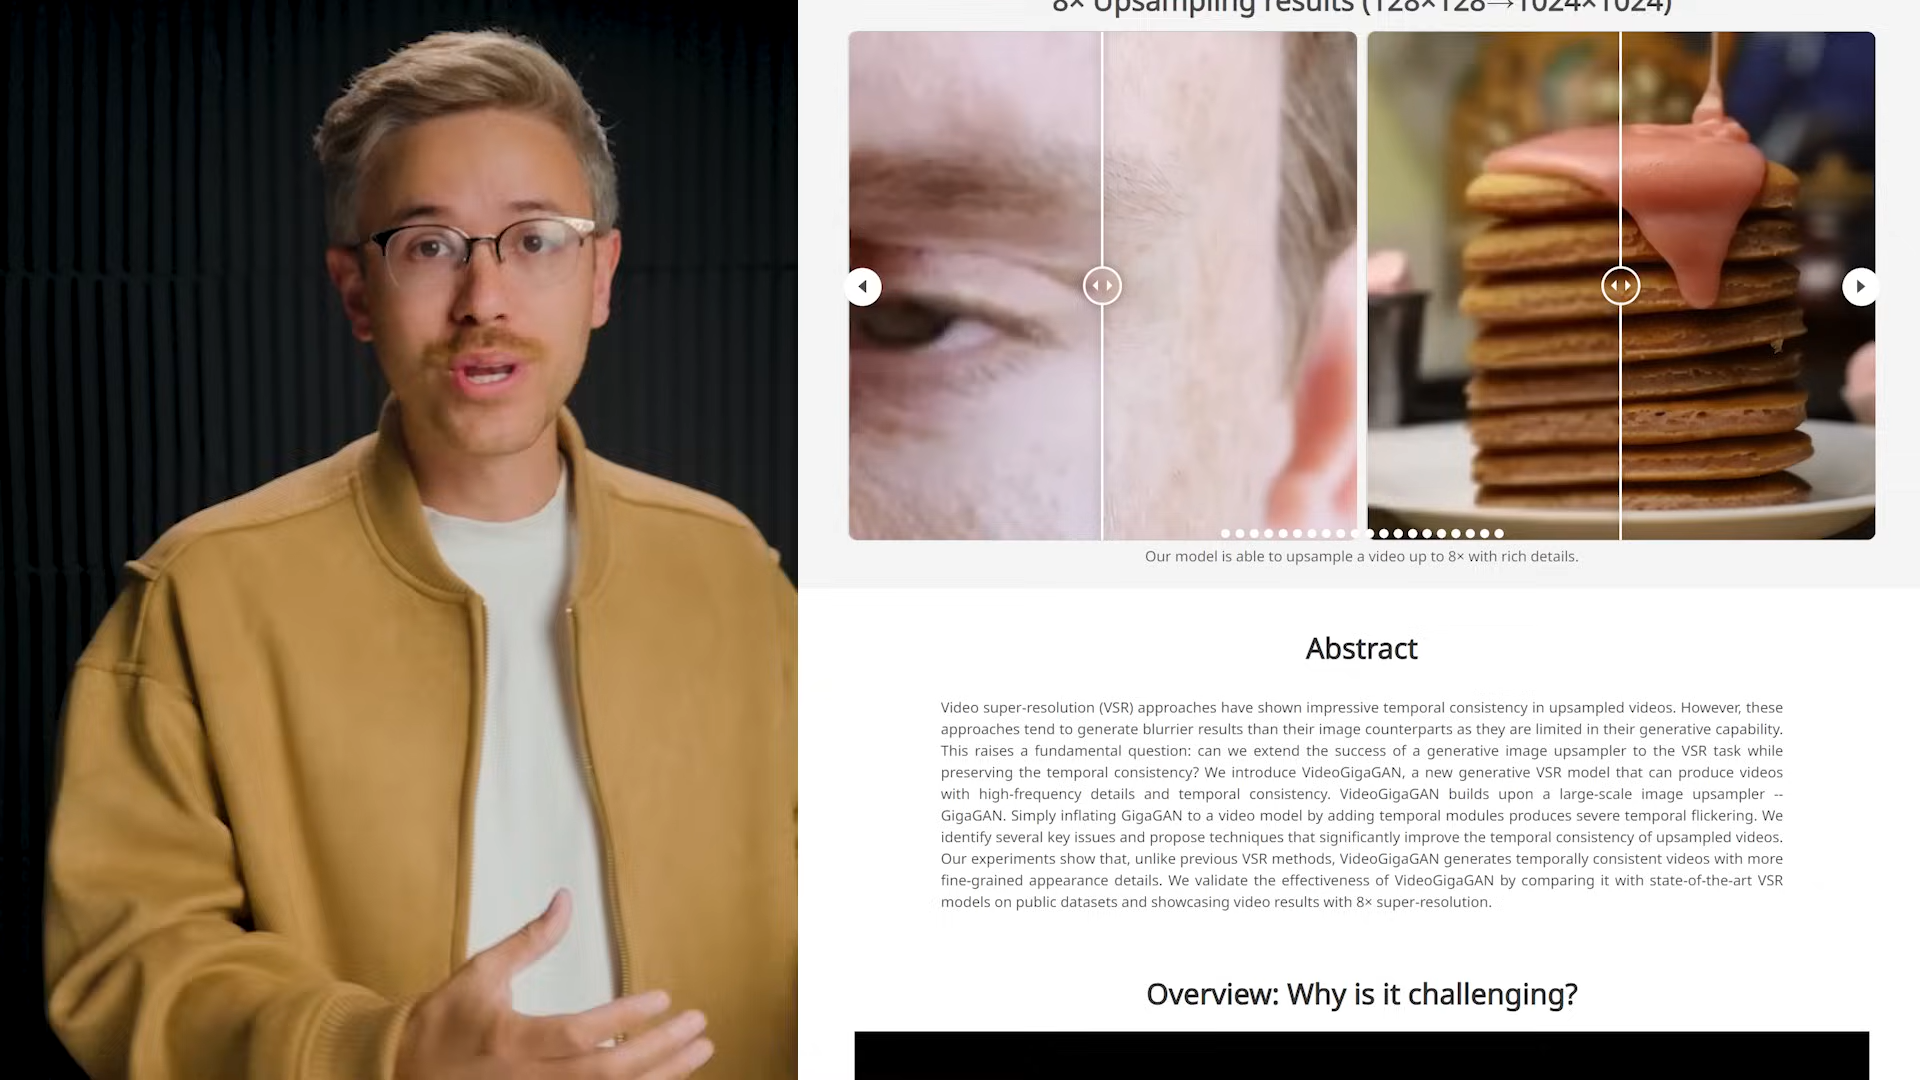 8× Upsampling results (128×128→1024×1024)
Our model is able to upsample a video up to 8× with rich details.
Abstract
Video super-resolution (VSR) approaches have shown impressive temporal consistency in upsampled videos. However, these
approaches tend to generate blurrier results than their image counterparts as they are limited in their generative capability.
This raises a fundamental question: can we extend the success of a generative image upsampler to the VSR task while
preserving the temporal consistency? We introduce VideoGigaGAN, a new generative VSR model that can produce videos
with high-frequency details and temporal consistency. VideoGigaGAN builds upon a large-scale image upsampler --
GigaGAN. Simply inflating GigaGAN to a video model by adding temporal modules produces severe temporal flickering. We
identify several key issues and propose techniques that significantly improve the temporal consistency of upsampled videos.
Our experiments show that, unlike previous VSR methods, VideoGigaGAN generates temporally consistent videos with more
fine-grained appearance details. We validate the effectiveness of VideoGigaGAN by comparing it with state-of-the-art VSR
models on public datasets and showcasing video results with 8× super-resolution.
Overview: Why is it challenging?